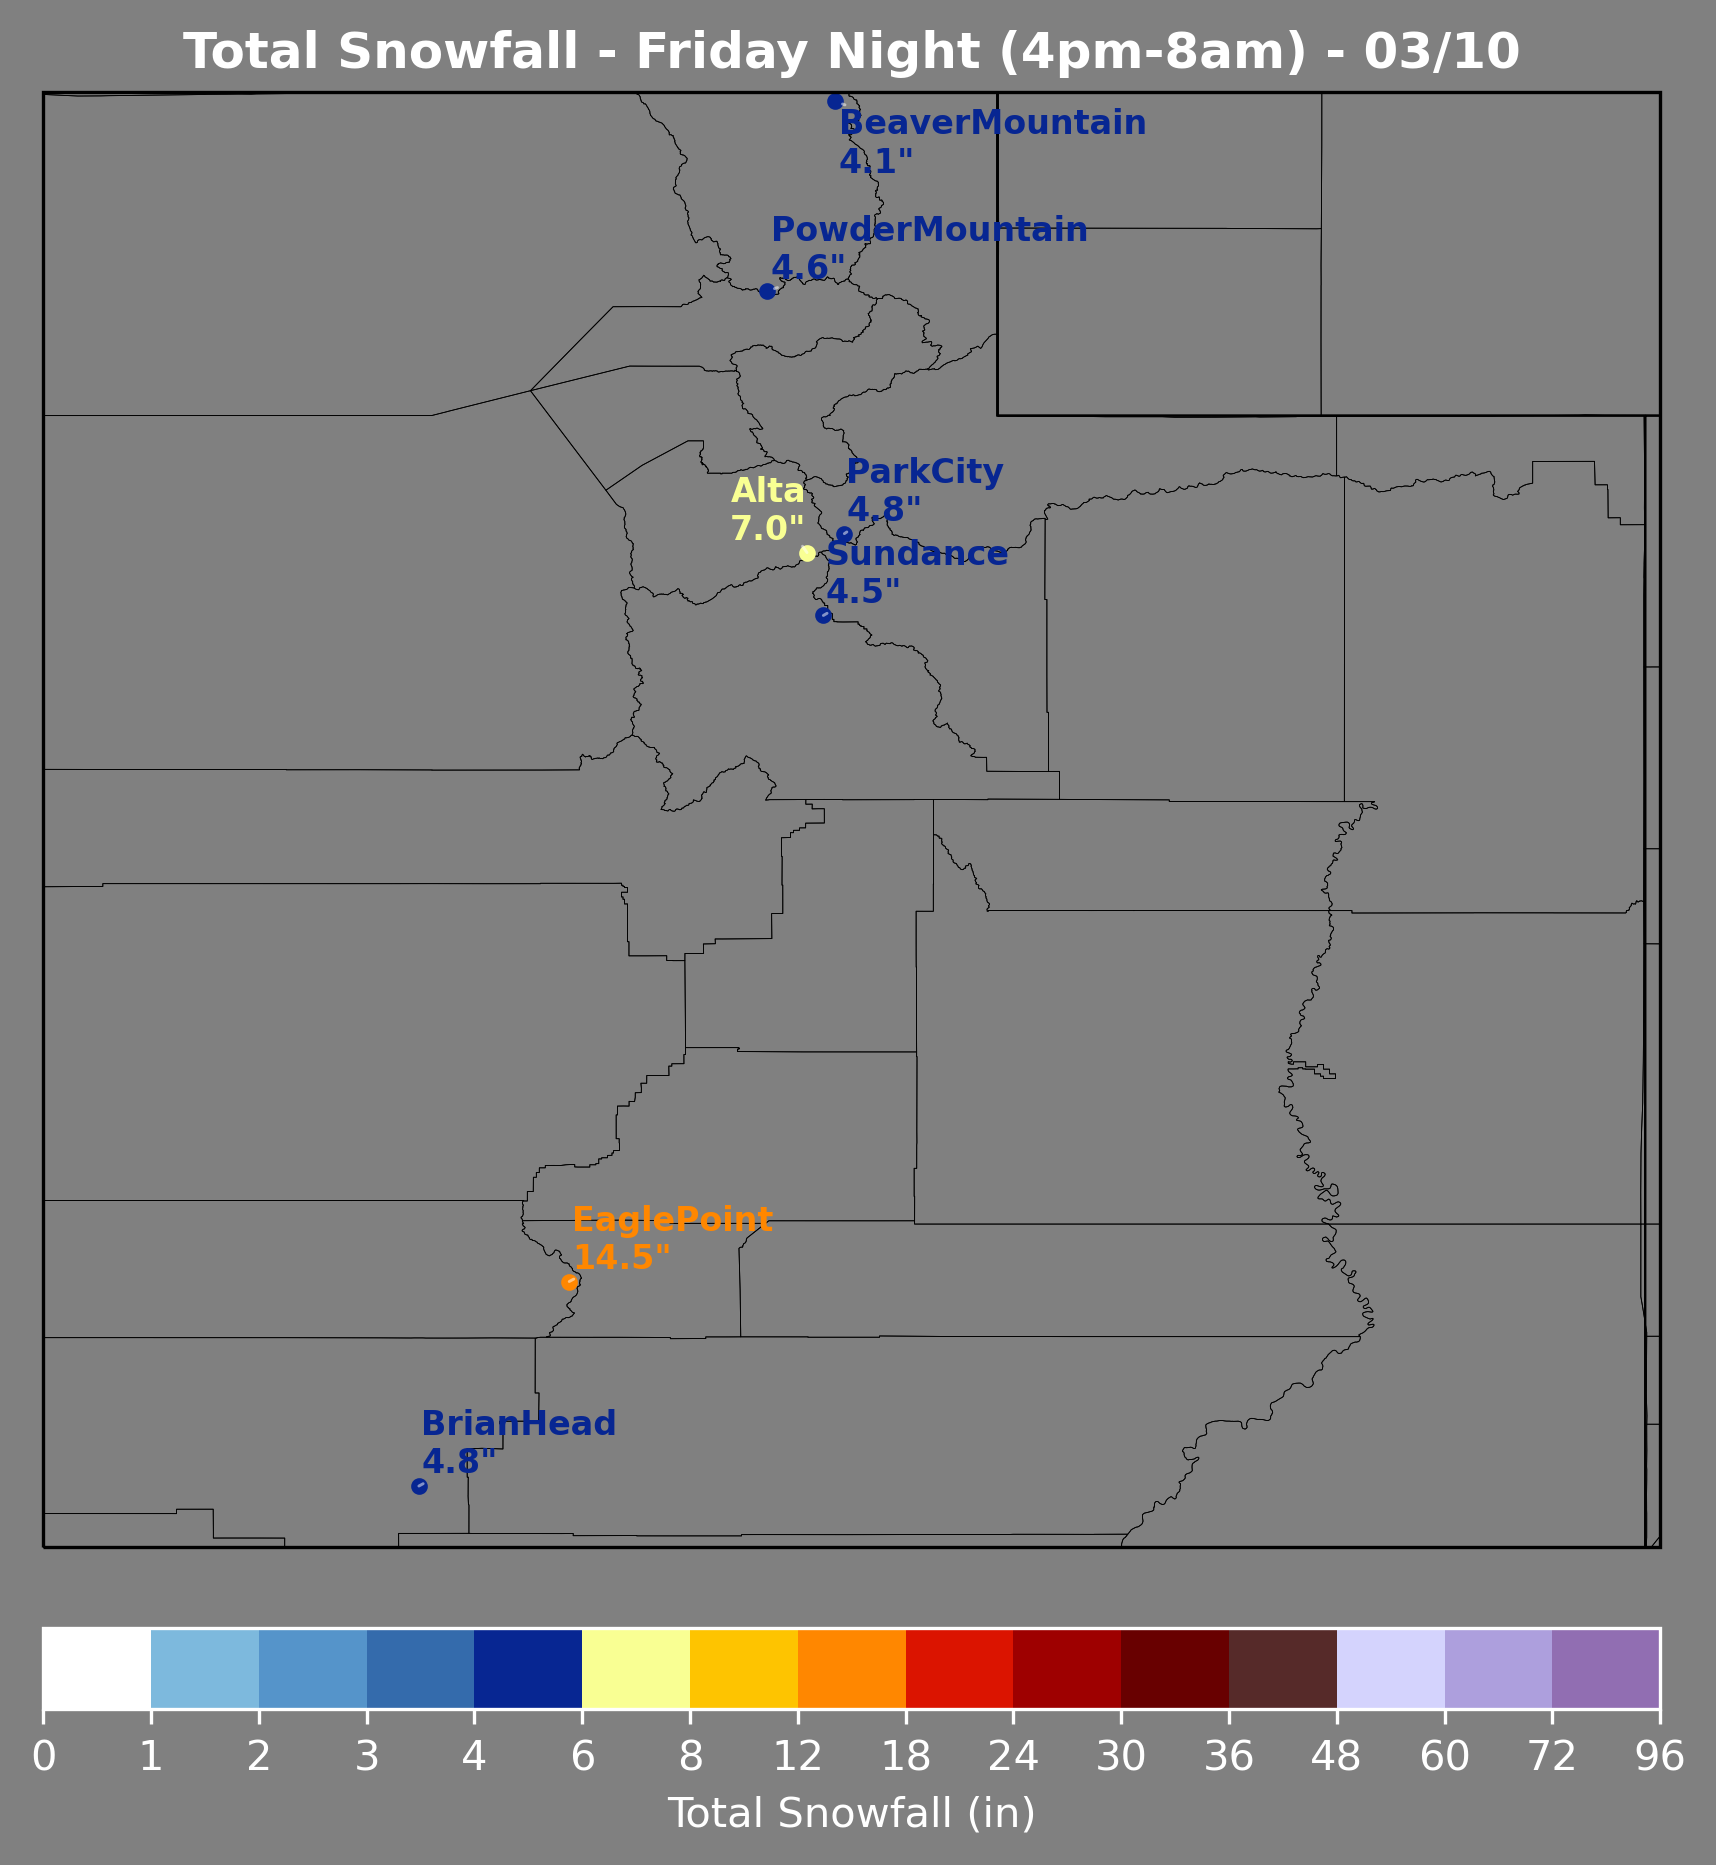 Total Snowfall - Friday Night (4pm-8am) - 03/10
BeaverMountain
4.1"
PowderMountain
4.6"
ParkCity
4.8"
Alta
7.0"
Sundance
4.5"
EaglePoint
14.5"
BrianHead
4.8"
0 1 2 3 4 6 8 12 18 24 30 36 48 60 72 96
Total Snowfall (in)